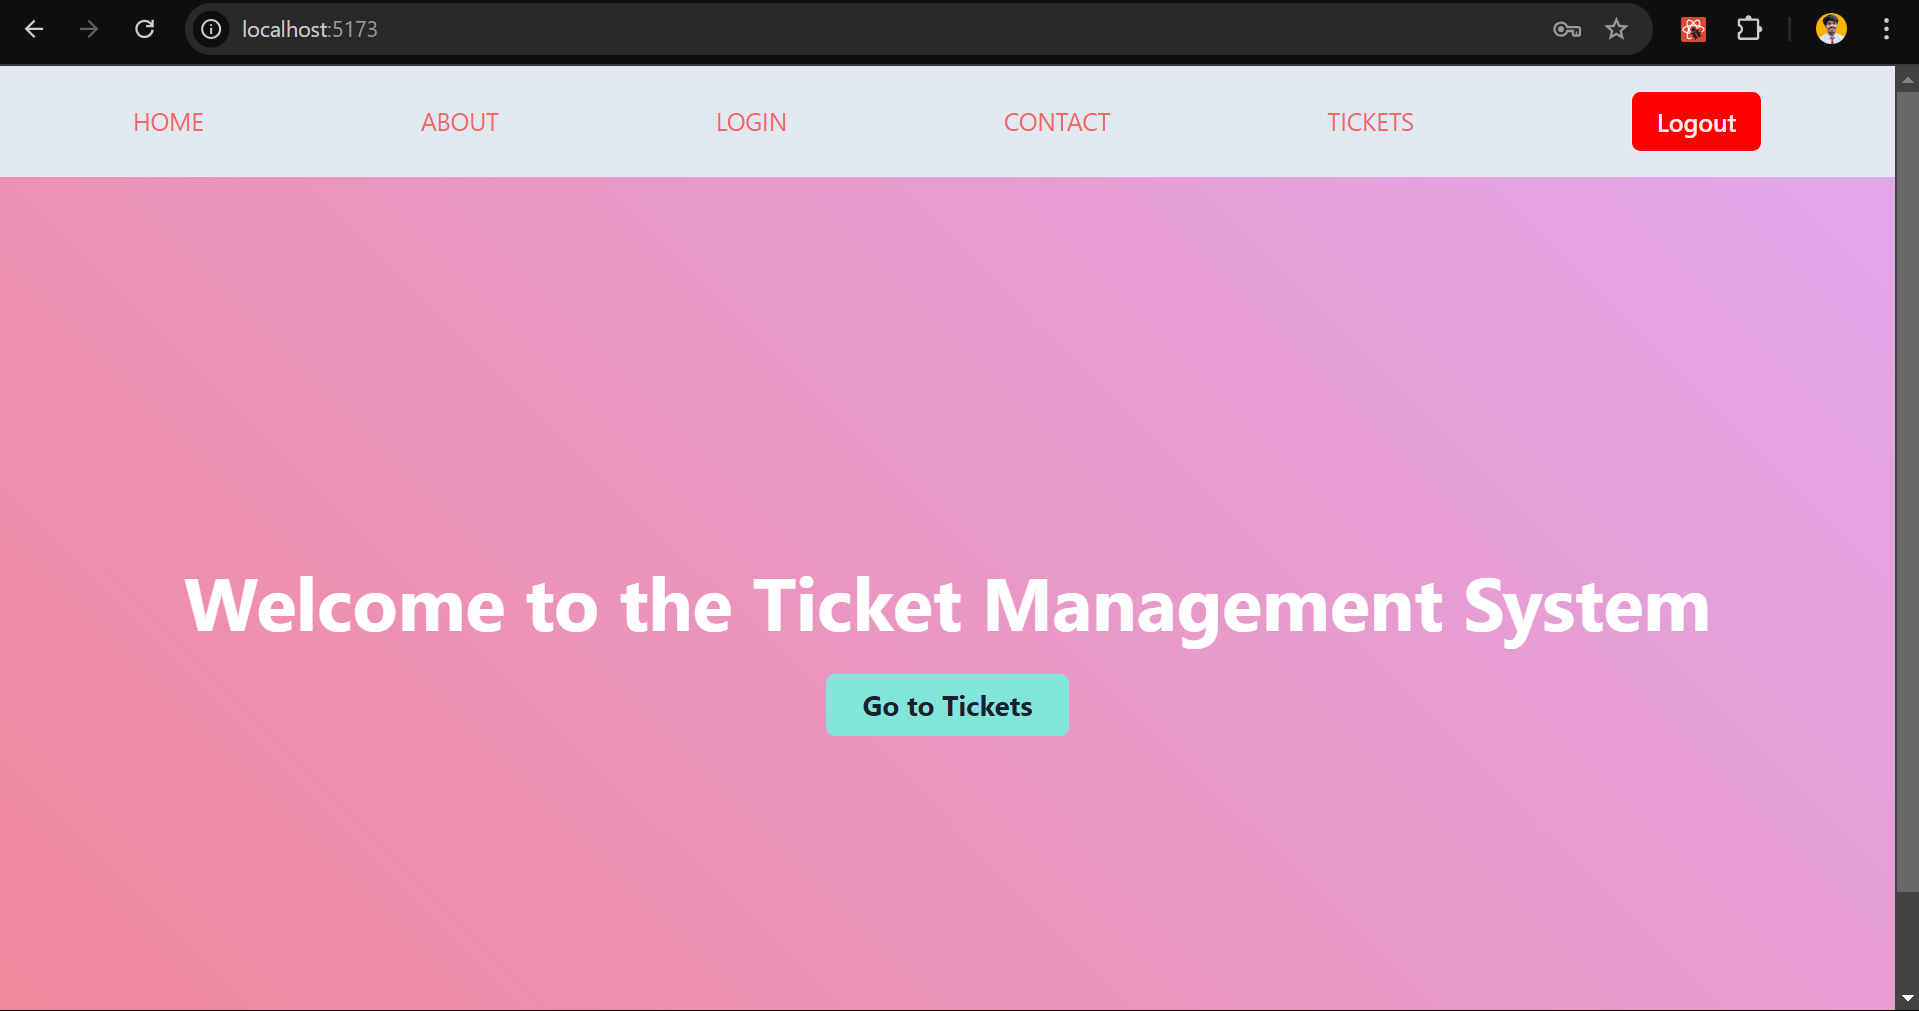 localhost:5173
HOME ABOUT LOGIN CONTACT TICKETS Logout
Welcome to the Ticket Management System
Go to Tickets